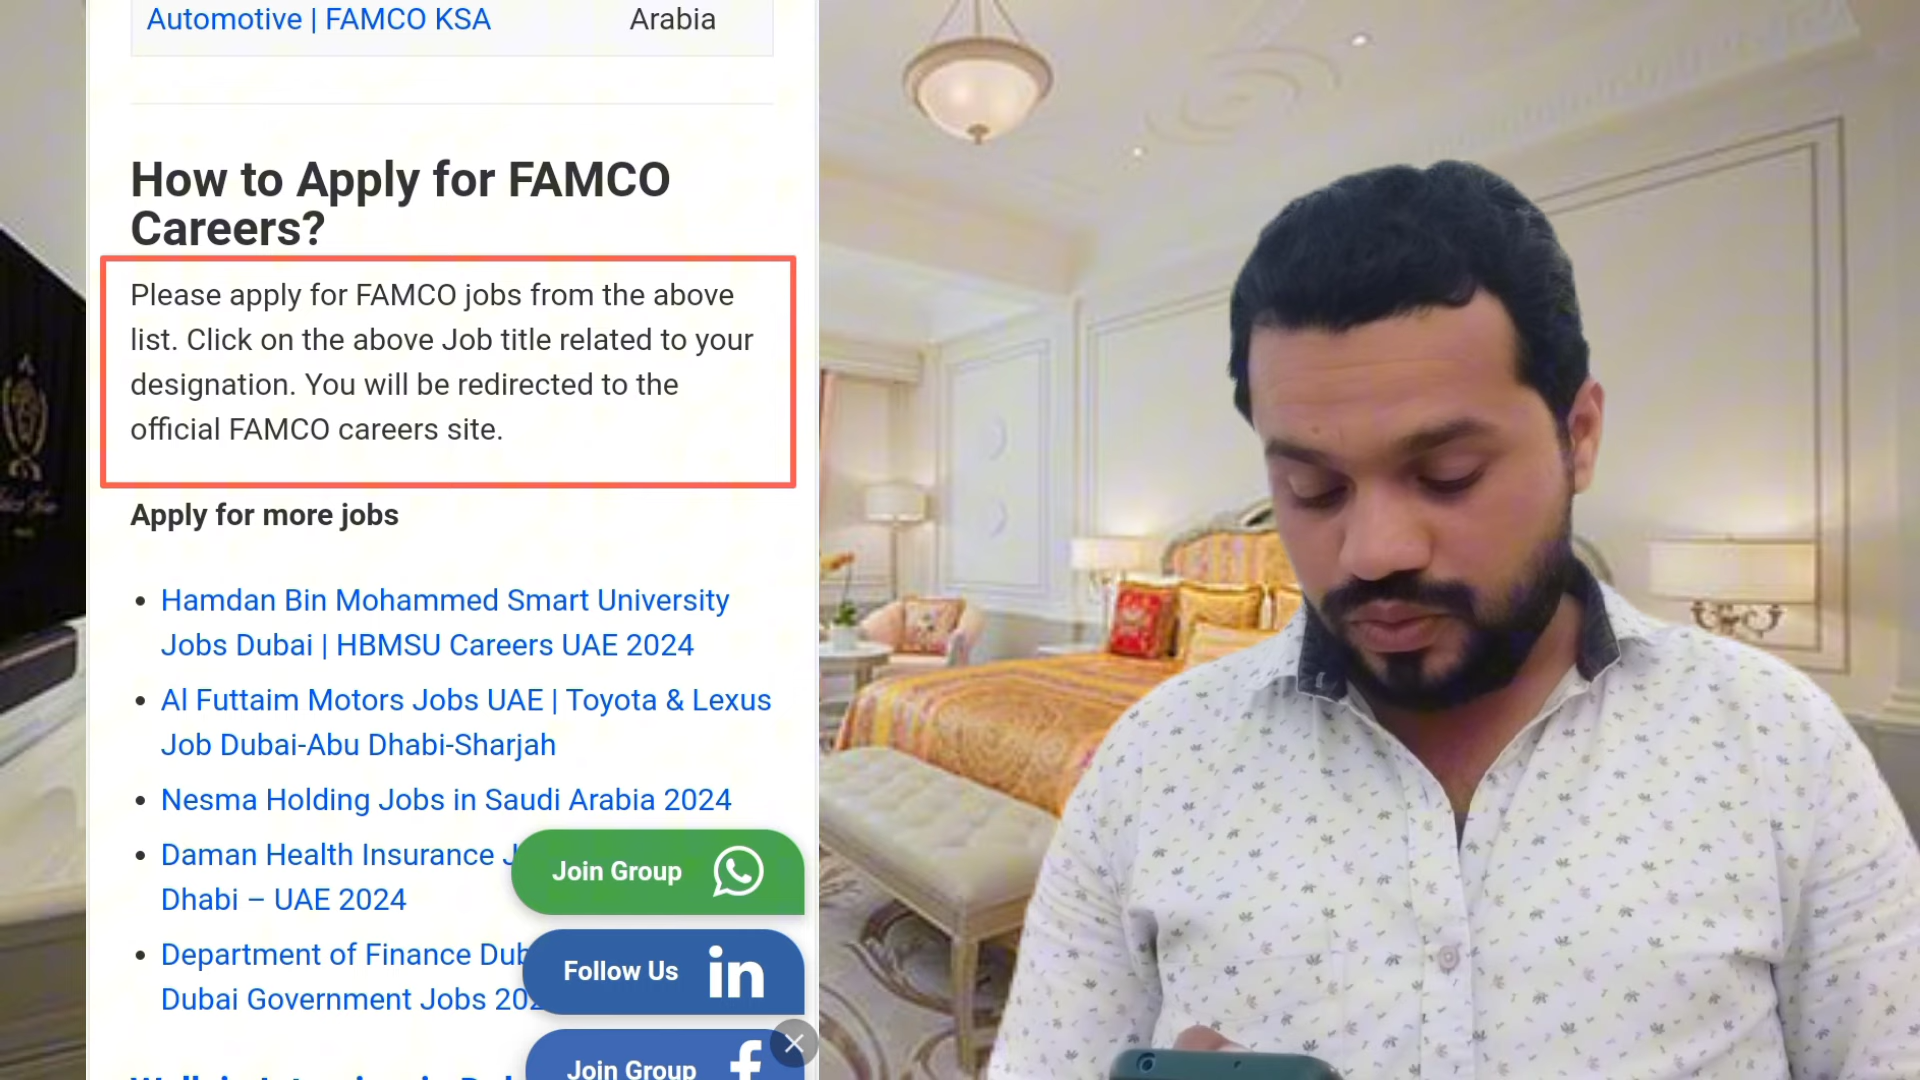 Automotive | FAMCO KSA
Arabia
How to Apply for FAMCO
Careers?
Please apply for FAMCO jobs from the above
list. Click on the above Job title related to your
designation. You will be redirected to the
official FAMCO careers site.
Apply for more jobs
Hamdan Bin Mohammed Smart University
Jobs Dubai | HBMSU Careers UAE 2024
Al Futtaim Motors Jobs UAE | Toyota & Lexus
Job Dubai-Abu Dhabi-Sharjah
Nesma Holding Jobs in Saudi Arabia 2024
Daman Health Insurance
Dhabi – UAE 2024
Join Group
Department of Finance
Dubai Government Jobs
Follow Us
in
Join Group
f